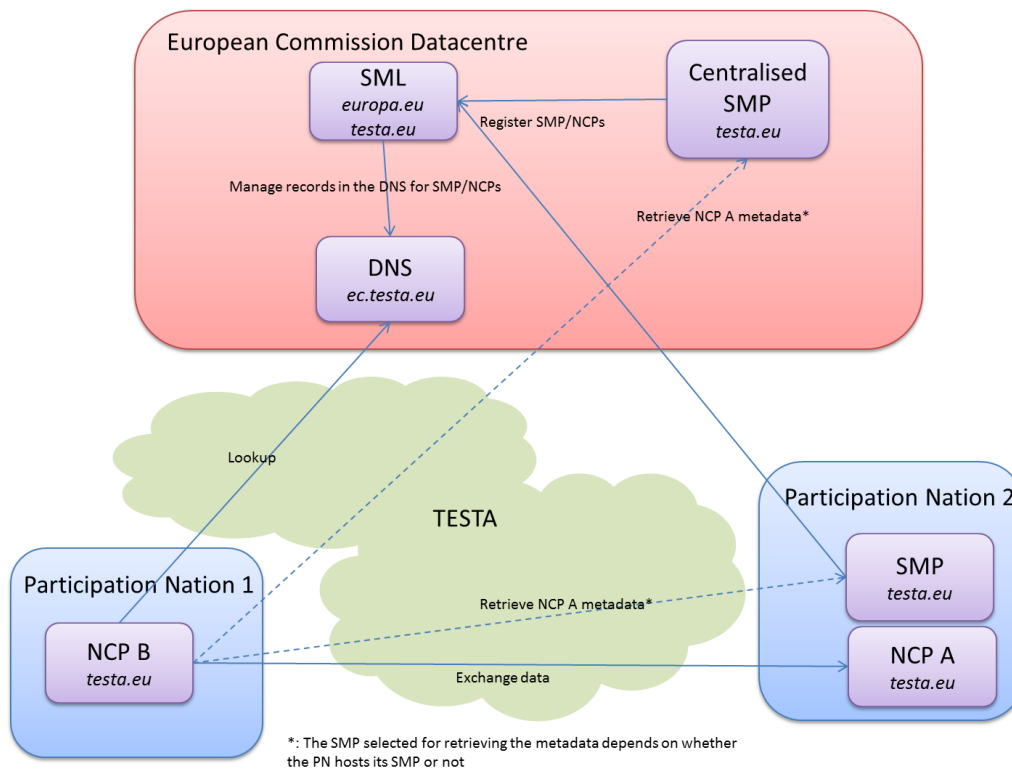 European Commission Datacentre
SML
europa.eu
testa.eu
Centralised
SMP
testa.eu
Register SMP/NCPs
Manage records in the DNS for SMP/NCPs
Retrieve NCP A metadata*
DNS
ec.testa.eu
Lookup
TESTA
Participation Nation 2
SMP
testa.eu
Participation Nation 1
Retrieve NCP A metadata*
NCP B
testa.eu
NCP A
testa.eu
Exchange data
*: The SMP selected for retrieving the metadata depends on whether
the PN hosts its SMP or not